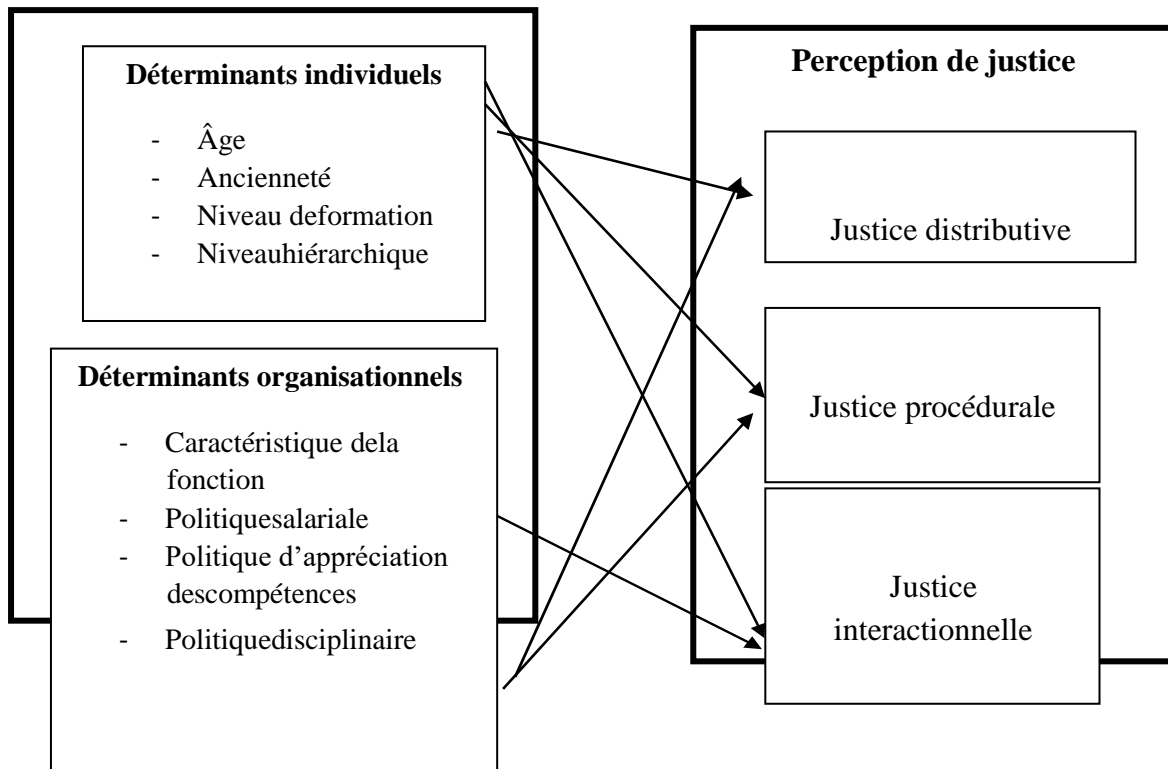 Déterminants individuels
- Âge
- Ancienneté
- Niveau deformation
- Niveauhiérarchique
Déterminants organisationnels
- Caractéristique dela
fonction
- Politiquesalariale
- Politique d’appréciation
descompétences
- Politiquedisciplinaire
Perception de justice
Justice distributive
Justice procédurale
Justice
interactionnelle